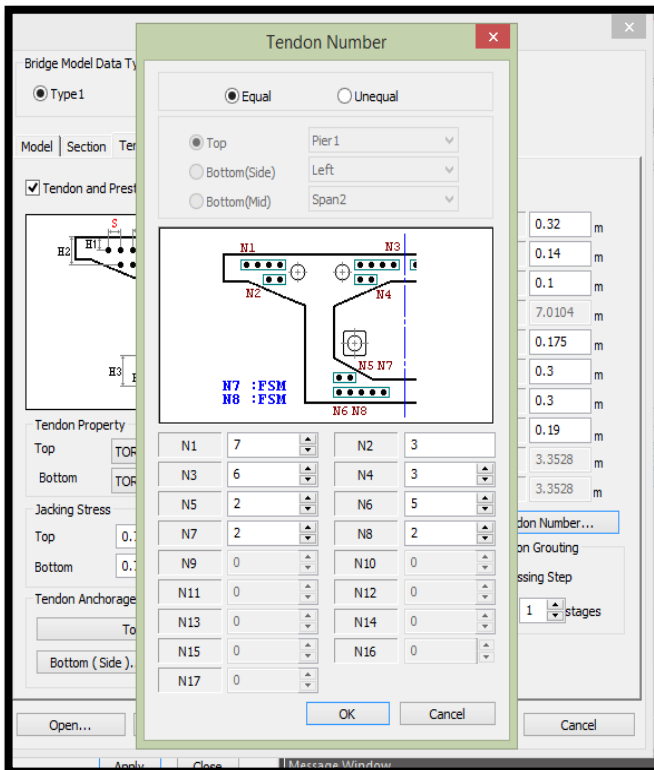 Tendon Number
Bridge Model Data Ty
Type1
Equal
Unequal
Top
Pier1
Bottom(Side)
Left
Bottom(Mid)
Span2
Model
Section
Ter
Tendon and Prest
S
H1
H2
H3
N1
N3
N2
N4
N5 N7
N7 :FSM
N8 :FSM
N6 N8
0.32 m
0.14 m
0.1 m
7.0104 m
0.175 m
0.3 m
0.3 m
0.19 m
3.3528 m
3.3528 m
Tendon Property
Top TOR
Bottom TOR
Jacking Stress
Top 0.7
Bottom 0.7
Tendon Anchorage
To
Bottom ( Side )..
N1 7 N2 3
N3 6 N4 3
N5 2 N6 5
N7 2 N8 2
N9 0 N10 0
N11 0 N12 0
N13 0 N14 0
N15 0 N16 0
N17 0
OK Cancel
don Number...
on Grouting
ssing Step
1 stages
Open...
Cancel
Apply
Close
Message Window